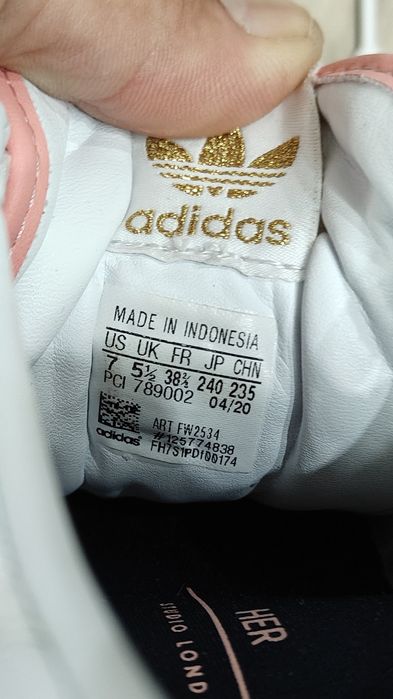 adidas
MADE IN INDONESIA
US UK FR JP CHN
7 5½ 38⅔ 240 235
PCI 789002 04/20
ART FW2534
#125774838
adidas FH7S1PD100174
HER
STUDIO LOND